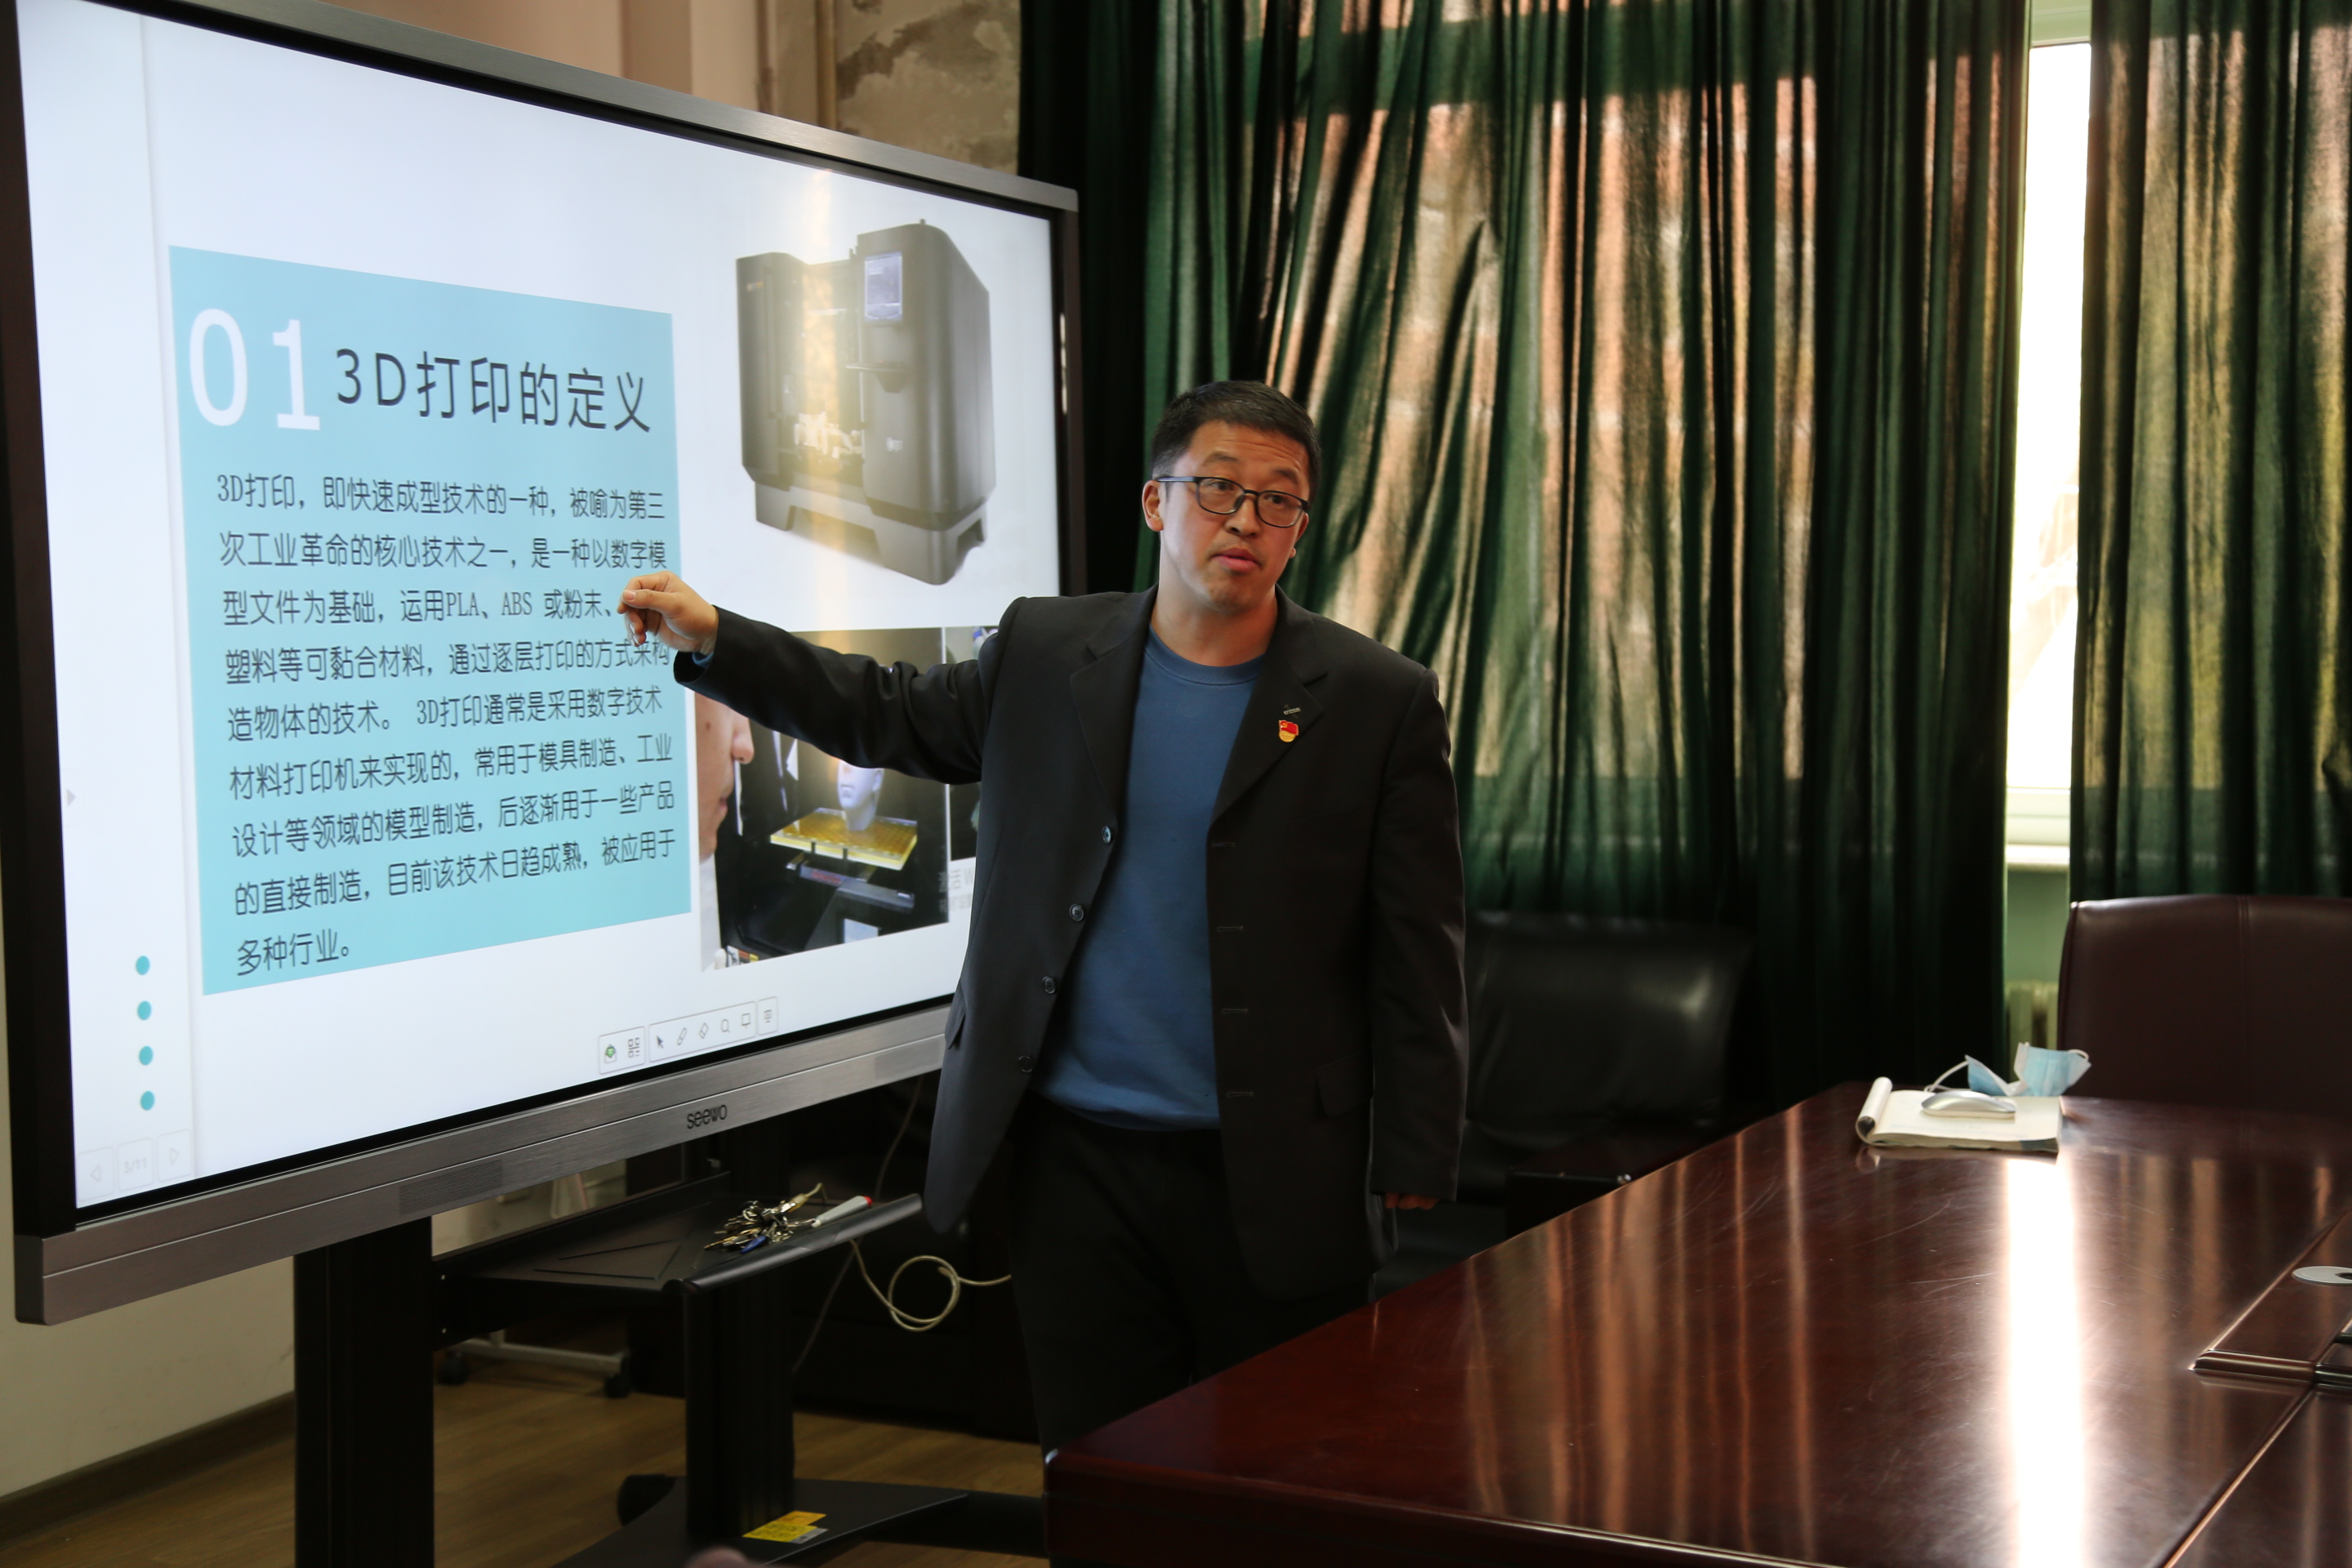 01 3D打印的定义
3D打印，即快速成型技术的一种，被喻为第三
次工业革命的核心技术之一，是一种以数字模
型文件为基础，运用PLA、ABS 或粉末、
塑料等可黏合材料，通过逐层打印的方式来构
造物体的技术。 3D打印通常是采用数字技术
材料打印机来实现的，常用于模具制造、工业
设计等领域的模型制造，后逐渐用于一些产品
的直接制造，目前该技术日趋成熟，被应用于
多种行业。
seewo